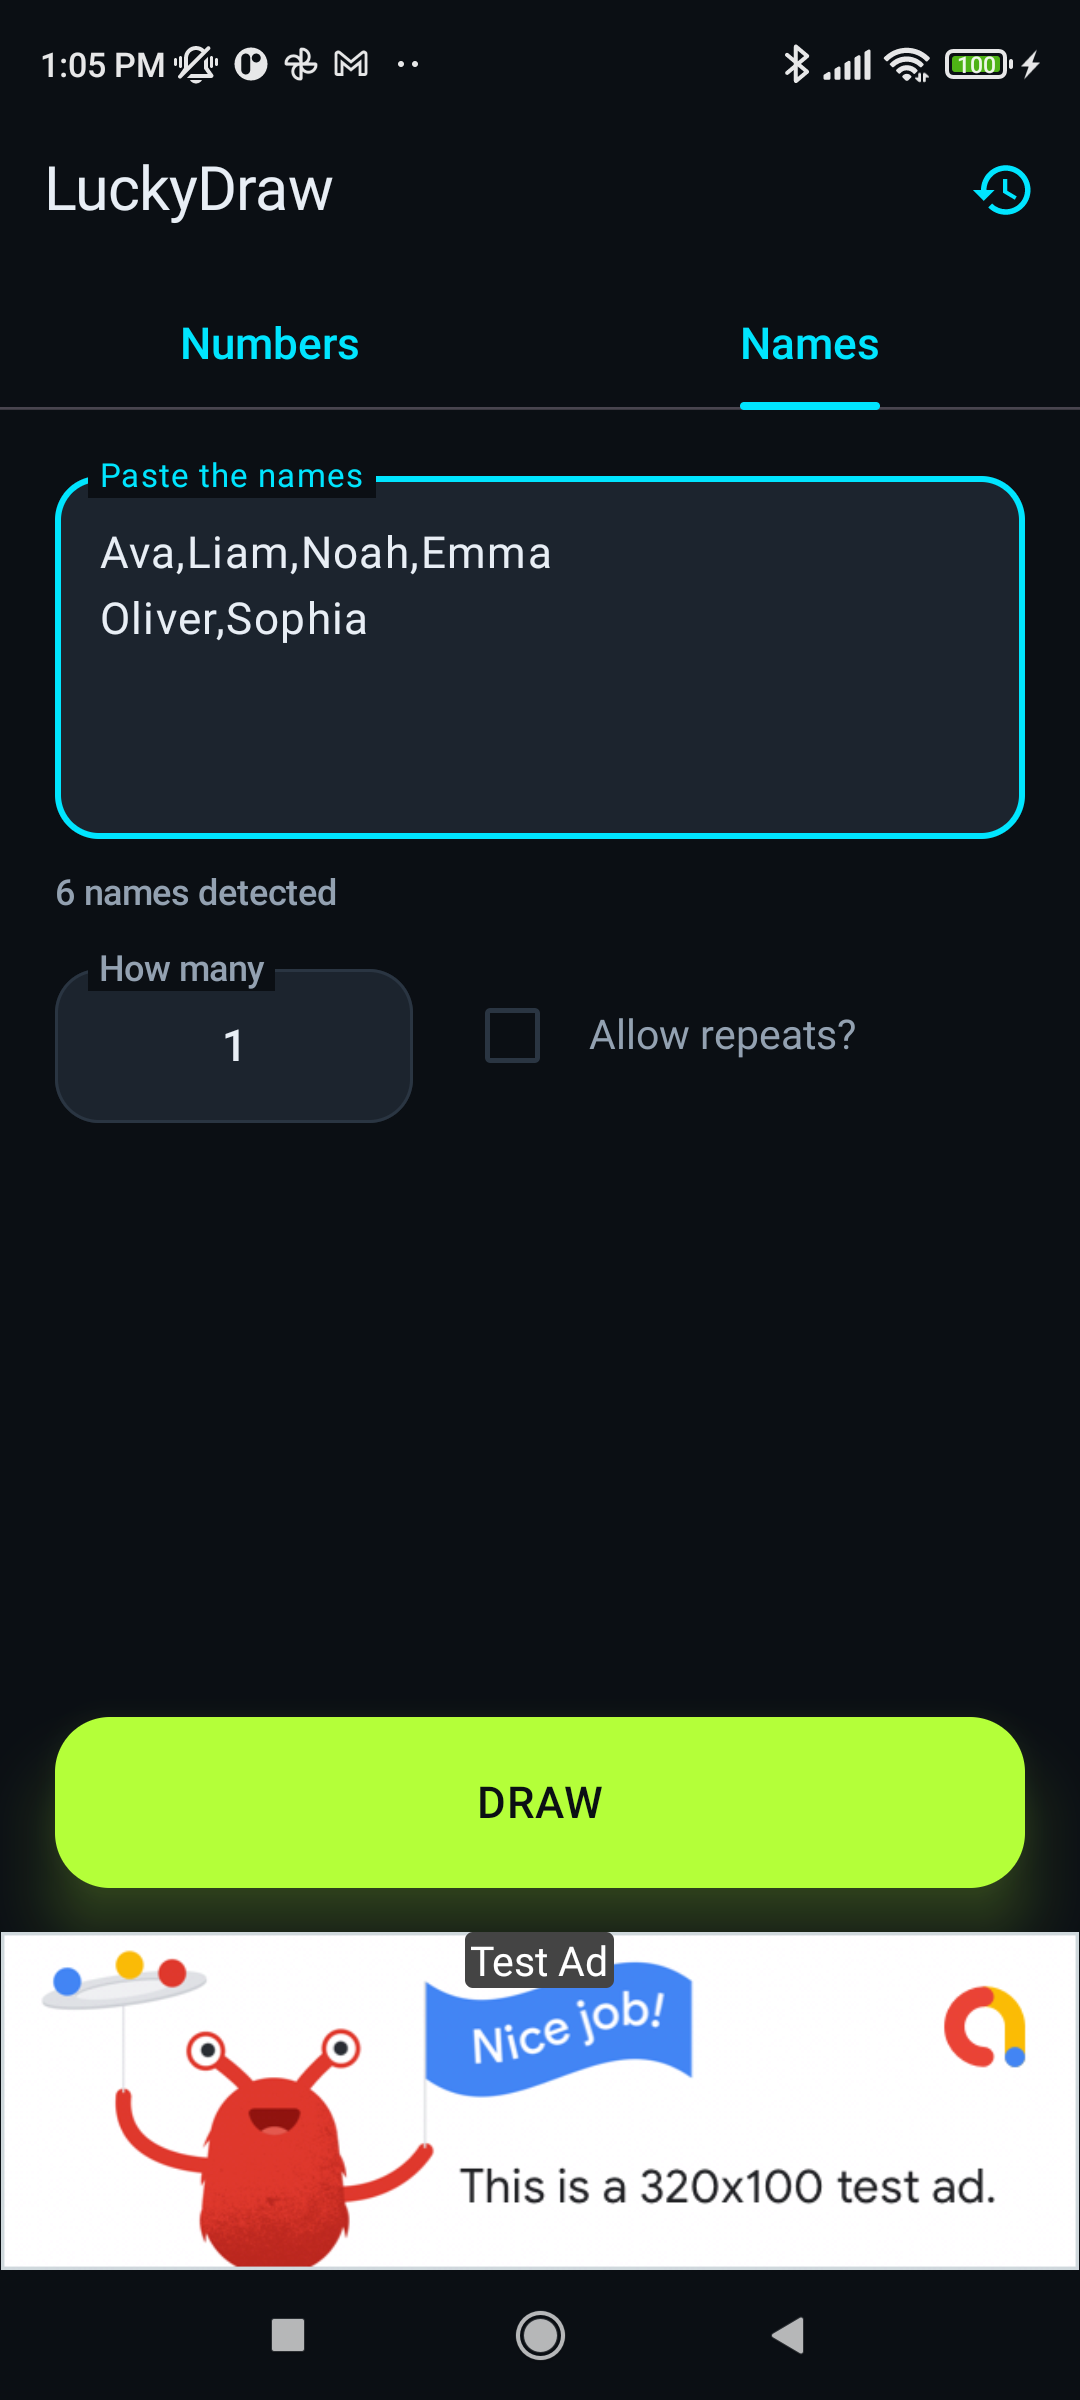 1:05 PM
100
LuckyDraw
Numbers
Names
Paste the names
Ava,Liam,Noah,Emma
Oliver,Sophia
6 names detected
How many
1
Allow repeats?
DRAW
Test Ad
Nice job!
This is a 320x100 test ad.